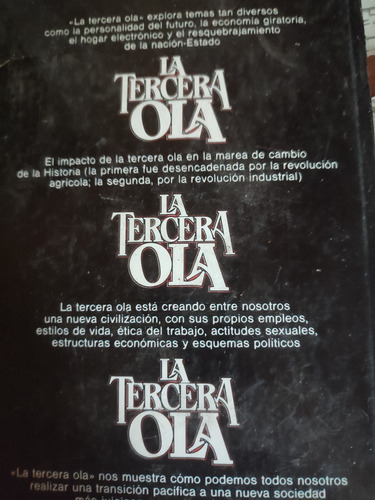 «La tercera ola» explora temas tan diversos
como la personalidad del futuro, la economía giratoria,
el hogar electrónico y el resquebrajamiento
de la nación-Estado
LA
TERCERA
OLA
El impacto de la tercera ola en la marea de cambio
de la Historia (la primera fue desencadenada por la revolución
agrícola; la segunda, por la revolución industrial)
LA
TERCERA
OLA
La tercera ola está creando entre nosotros
una nueva civilización, con sus propios empleos,
estilos de vida, ética del trabajo, actitudes sexuales,
estructuras económicas y esquemas políticos
LA
TERCERA
OLA
«La tercera ola» nos muestra cómo podemos todos nosotros
realizar una transición pacífica a una nueva sociedad